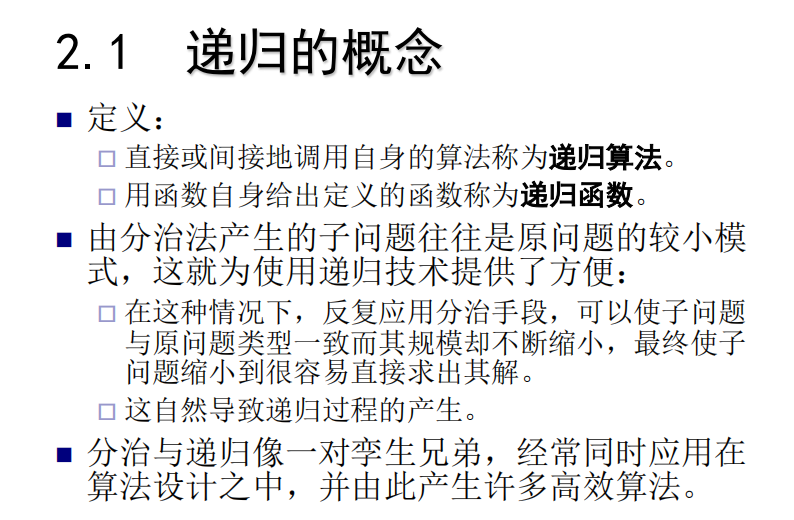 2.1 递归的概念
定义：
直接或间接地调用自身的算法称为递归算法。
用函数自身给出定义的函数称为递归函数。
由分治法产生的子问题往往是原问题的较小模
式，这就为使用递归技术提供了方便：
在这种情况下，反复应用分治手段，可以使子问题
与原问题类型一致而其规模却不断缩小，最终使子
问题缩小到很容易直接求出其解。
这自然导致递归过程的产生。
分治与递归像一对孪生兄弟，经常同时应用在
算法设计之中，并由此产生许多高效算法。